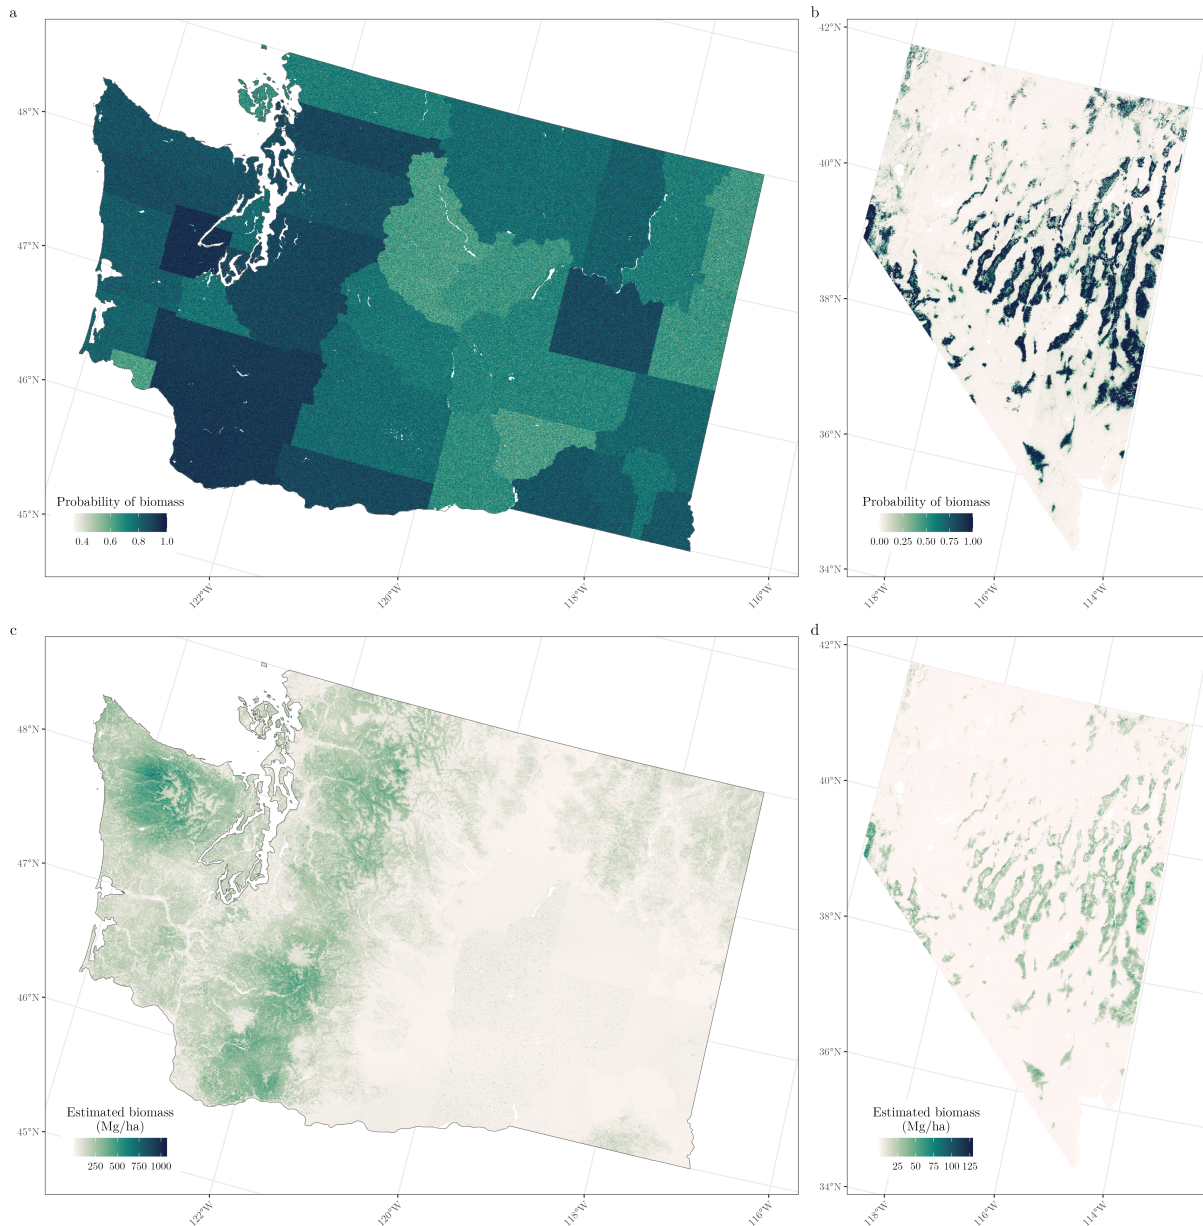 a
48°N
47°N
46°N
45°N
Probability of biomass
0.4 0.6 0.8 1.0
122°W 120°W 118°W 116°W
b
42°N
40°N
38°N
36°N
34°N
Probability of biomass
0.00 0.25 0.50 0.75 1.00
118°W 116°W 114°W
c
48°N
47°N
46°N
45°N
Estimated biomass
(Mg/ha)
250 500 750 1000
122°W 120°W 118°W 116°W
d
42°N
40°N
38°N
36°N
34°N
Estimated biomass
(Mg/ha)
25 50 75 100 125
118°W 116°W 114°W